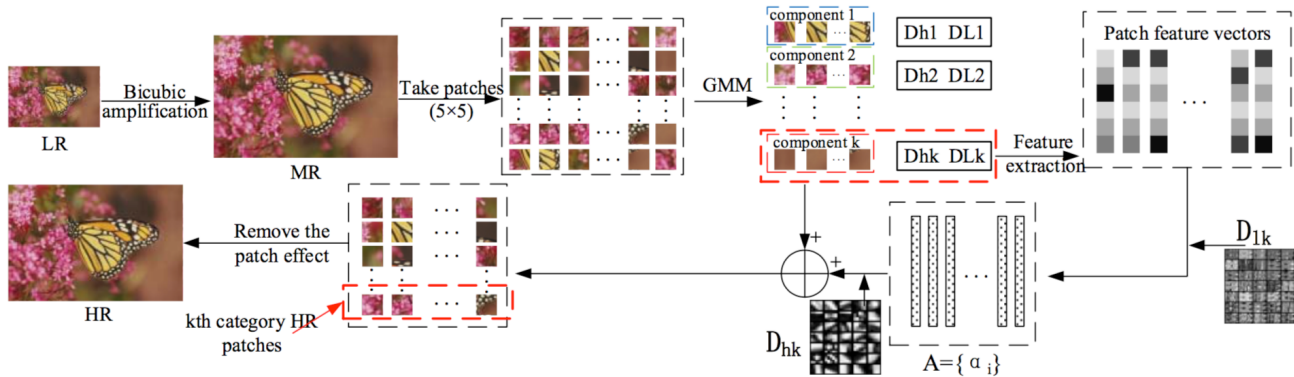 LR
Bicubic
amplification
MR
Take patches
(5×5)
GMM
component 1
Dh1 DL1
component 2
Dh2 DL2
component k
Dhk DLk
Feature
extraction
Patch feature vectors
D1k
A={αi}
Dhk
+
+
kth category HR
patches
Remove the
patch effect
HR